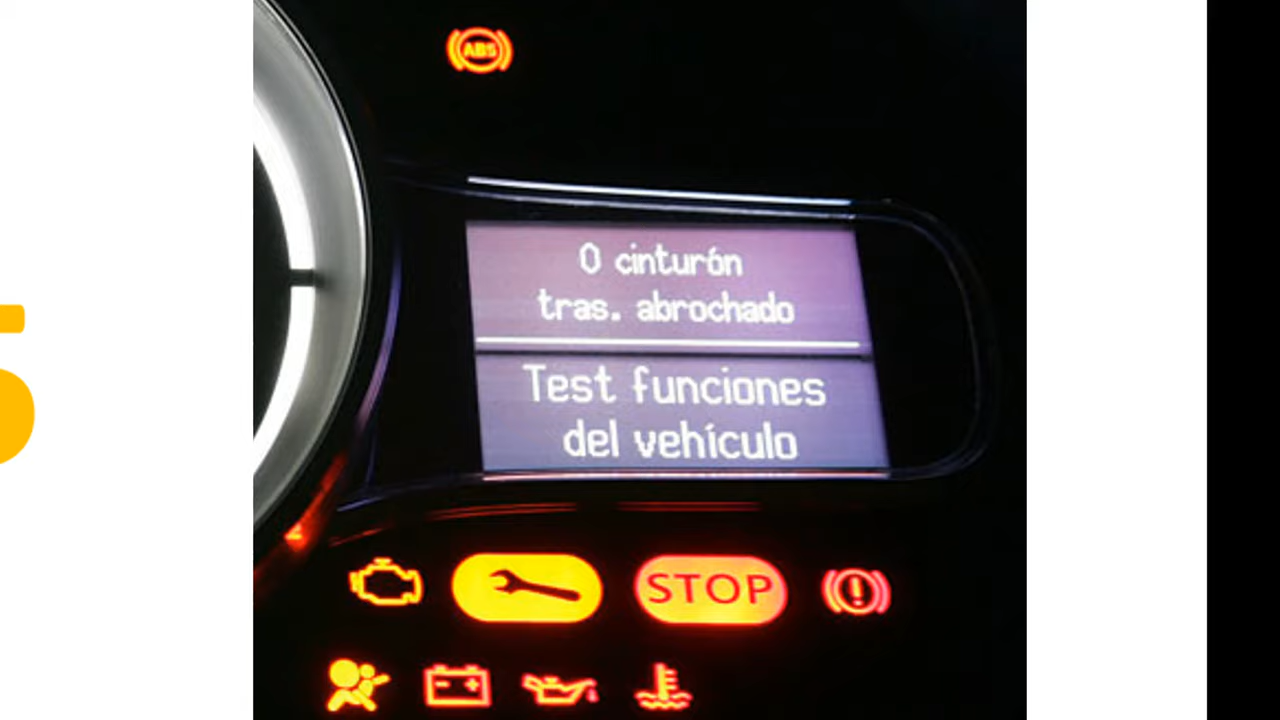 ABS
0 cinturón
tras. abrochado
Test funciones
del vehículo
STOP